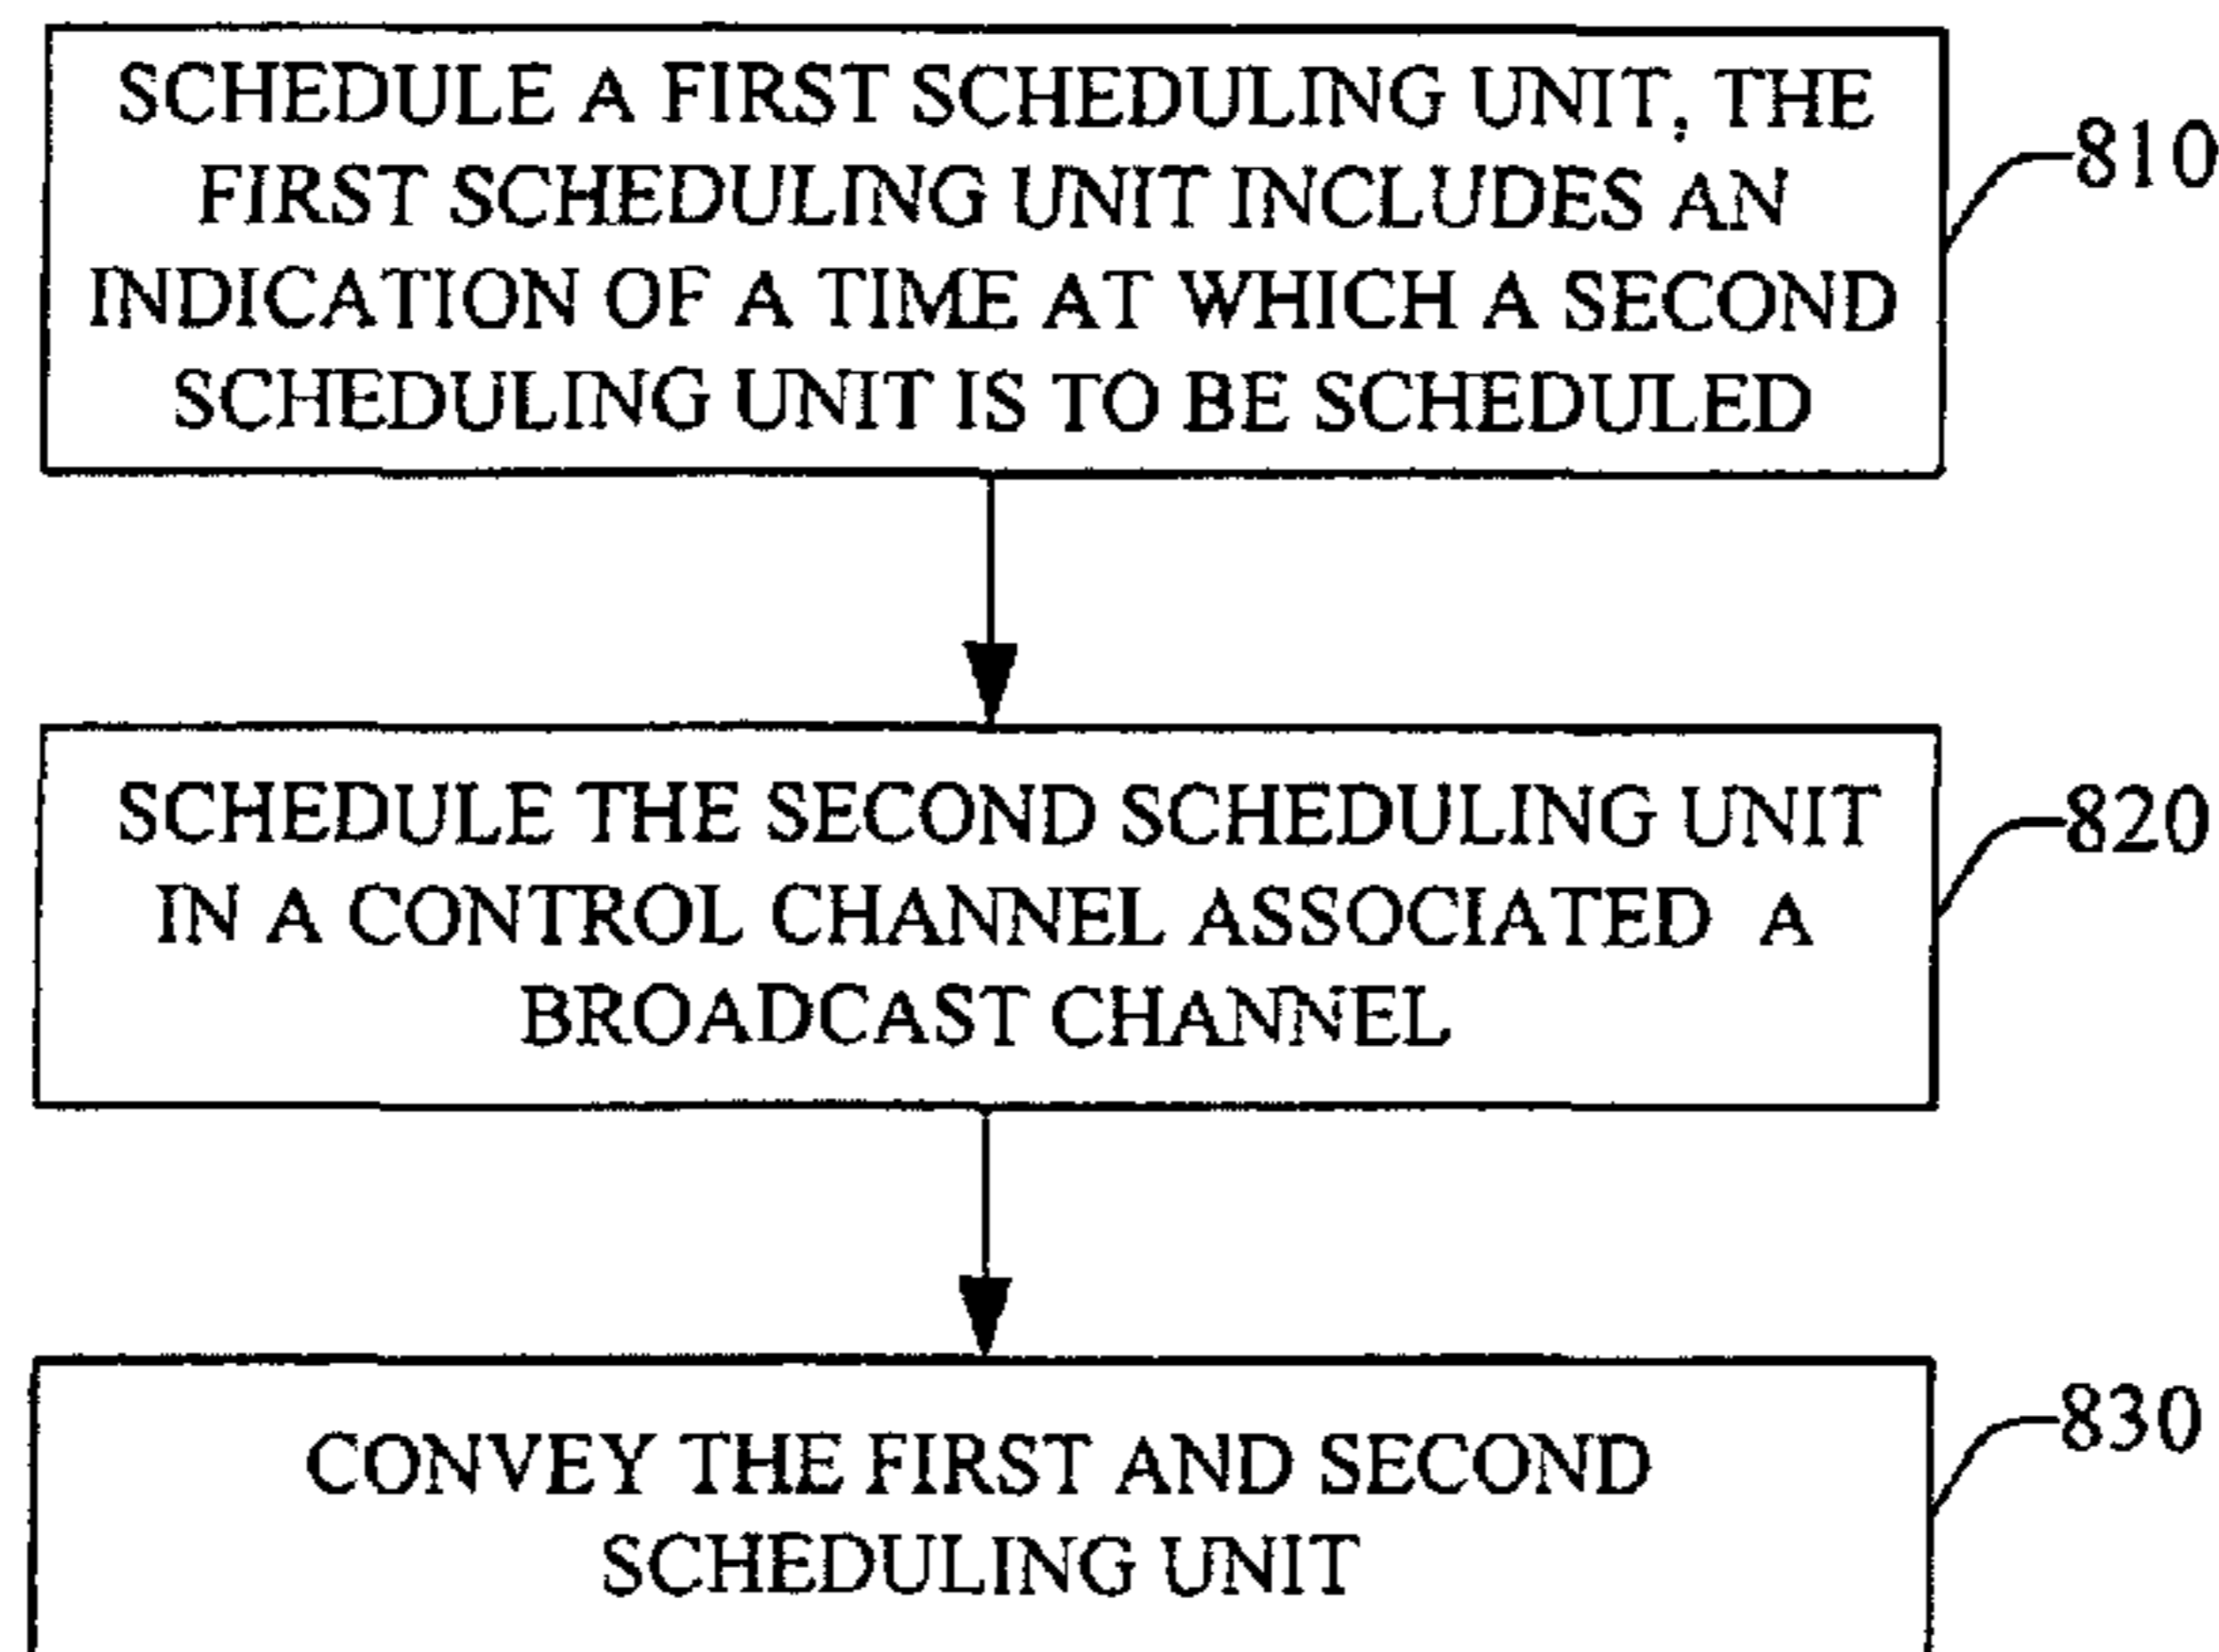 SCHEDULE A FIRST SCHEDULING UNIT, THE
FIRST SCHEDULING UNIT INCLUDES AN
INDICATION OF A TIME AT WHICH A SECOND
SCHEDULING UNIT IS TO BE SCHEDULED
810
SCHEDULE THE SECOND SCHEDULING UNIT
IN A CONTROL CHANNEL ASSOCIATED A
BROADCAST CHANNEL
820
CONVEY THE FIRST AND SECOND
SCHEDULING UNIT
830